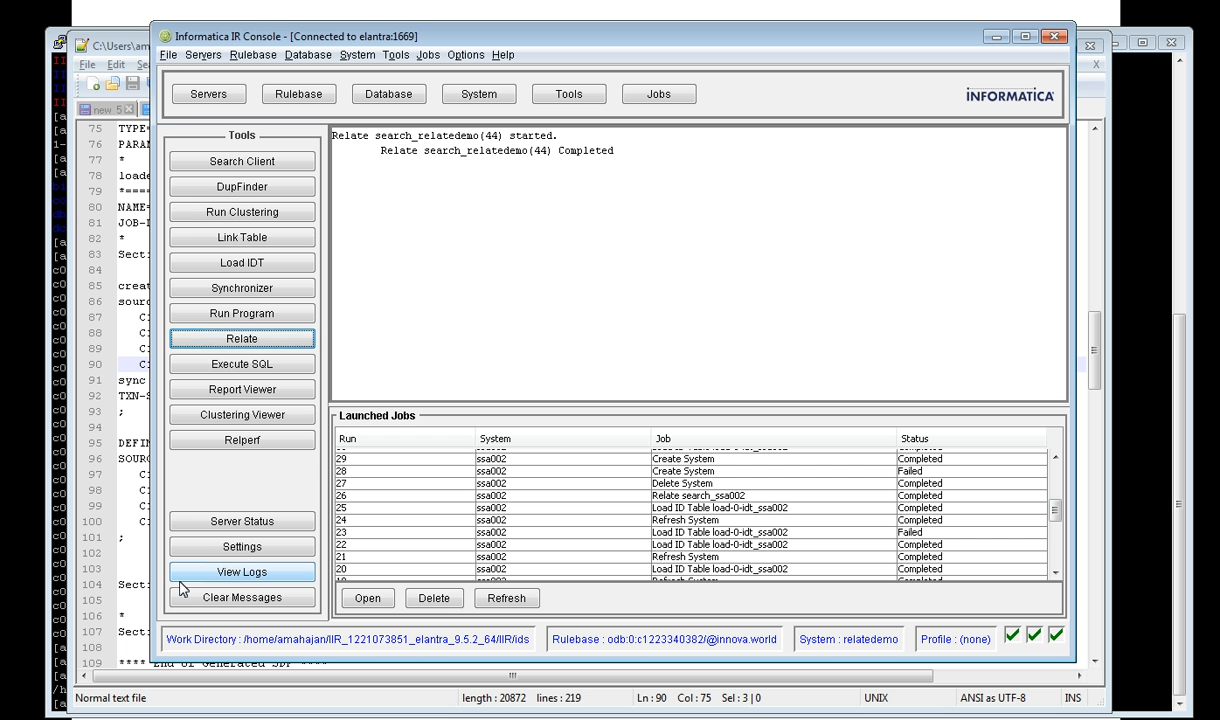 Informatica IR Console - [Connected to elantra:1669]
C:\Users\am
File Servers Rulebase Database System Tools Jobs Options Help
File Edit Sea
Servers Rulebase Database System Tools Jobs
INFORMATICA
new 5
Tools
Search Client
DupFinder
Run Clustering
Link Table
Load IDT
Synchronizer
Run Program
Relate
Execute SQL
Report Viewer
Clustering Viewer
Relperf
Server Status
Settings
View Logs
Clear Messages
Relate search_relatedemo(44) started.
Relate search_relatedemo(44) Completed
Launched Jobs
Run System Job Status
29 ssa002 Create System Completed
28 ssa002 Create System Failed
27 ssa002 Delete System Completed
26 ssa002 Relate search_ssa002 Completed
25 ssa002 Load ID Table load-0-idt_ssa002 Completed
24 ssa002 Refresh System Completed
23 ssa002 Load ID Table load-0-idt_ssa002 Failed
22 ssa002 Load ID Table load-0-idt_ssa002 Completed
21 ssa002 Refresh System Completed
20 ssa002 Load ID Table load-0-idt_ssa002 Completed
Open Delete Refresh
Work Directory : /home/amahajan/IIR_1221073851_elantra_9.5.2_64/IIR/ids
Rulebase : odb:0:c1223340382/@innova.world
System : relatedemo
Profile : (none)
75 TYPE=
76 PARAM
77 *
78 loade
79 *====
80 NAME=
81 JOB-I
82 *
83 Sect:
84
85 creat
86 sourc
87 C:
88 C:
89 C:
90 C:
91 sync
92 TXN-S
93 ;
94
95 DEFIN
96 SOURC
97 C:
98 C:
99 C:
100 C:
101 ;
102
103
104 Sect:
105
106 *
107 Sect:
108
109
Normal text file length : 20872 lines : 219 Ln : 90 Col : 75 Sel : 3 | 0 UNIX ANSI as UTF-8 INS